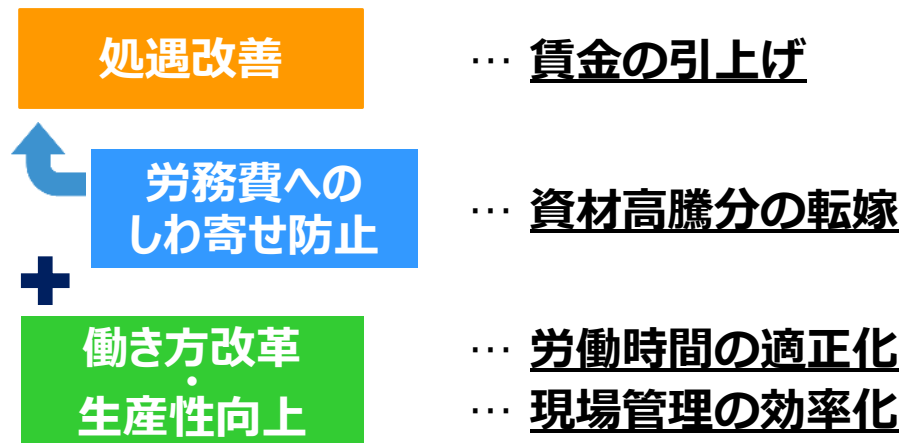 処遇改善
… 賃金の引上げ
労務費への
しわ寄せ防止
… 資材高騰分の転嫁
働き方改革
・
生産性向上
… 労働時間の適正化
… 現場管理の効率化